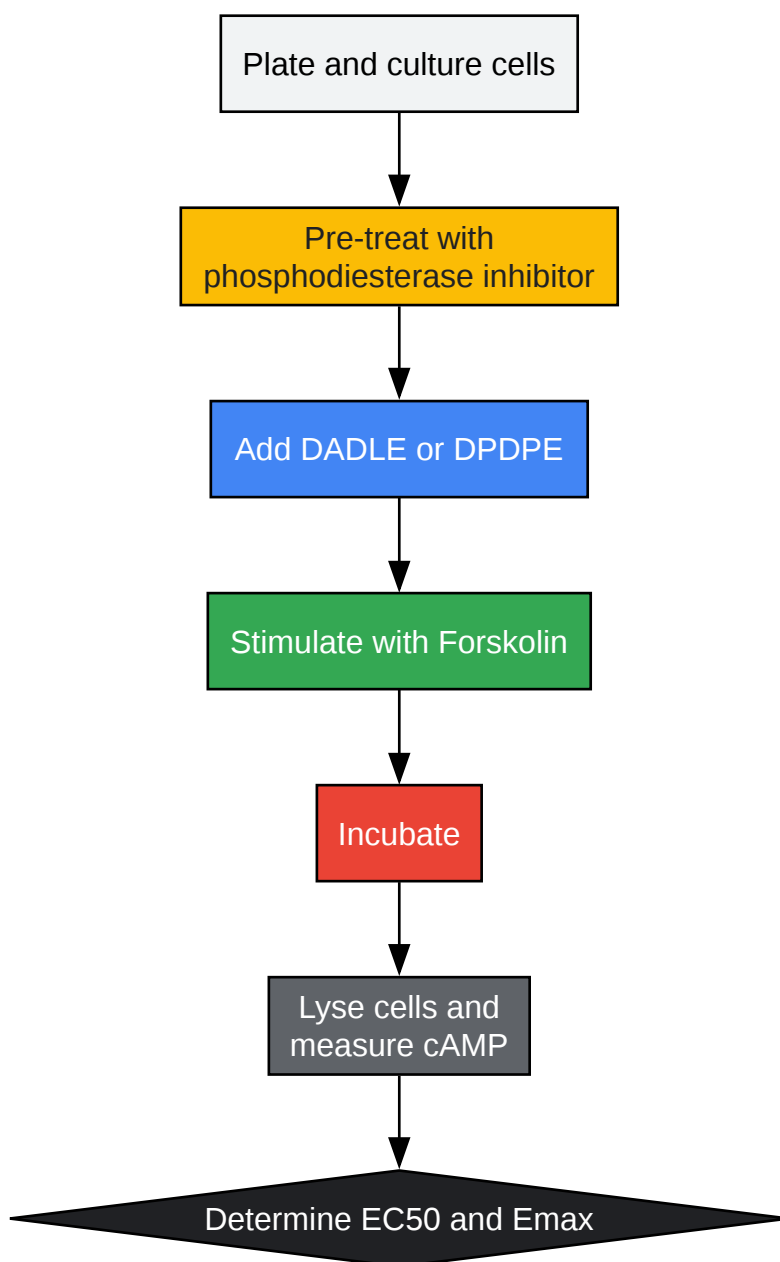 Plate and culture cells
Pre-treat with
phosphodiesterase inhibitor
Add DADLE or DPDPE
Stimulate with Forskolin
Incubate
Lyse cells and
measure cAMP
Determine EC50 and Emax